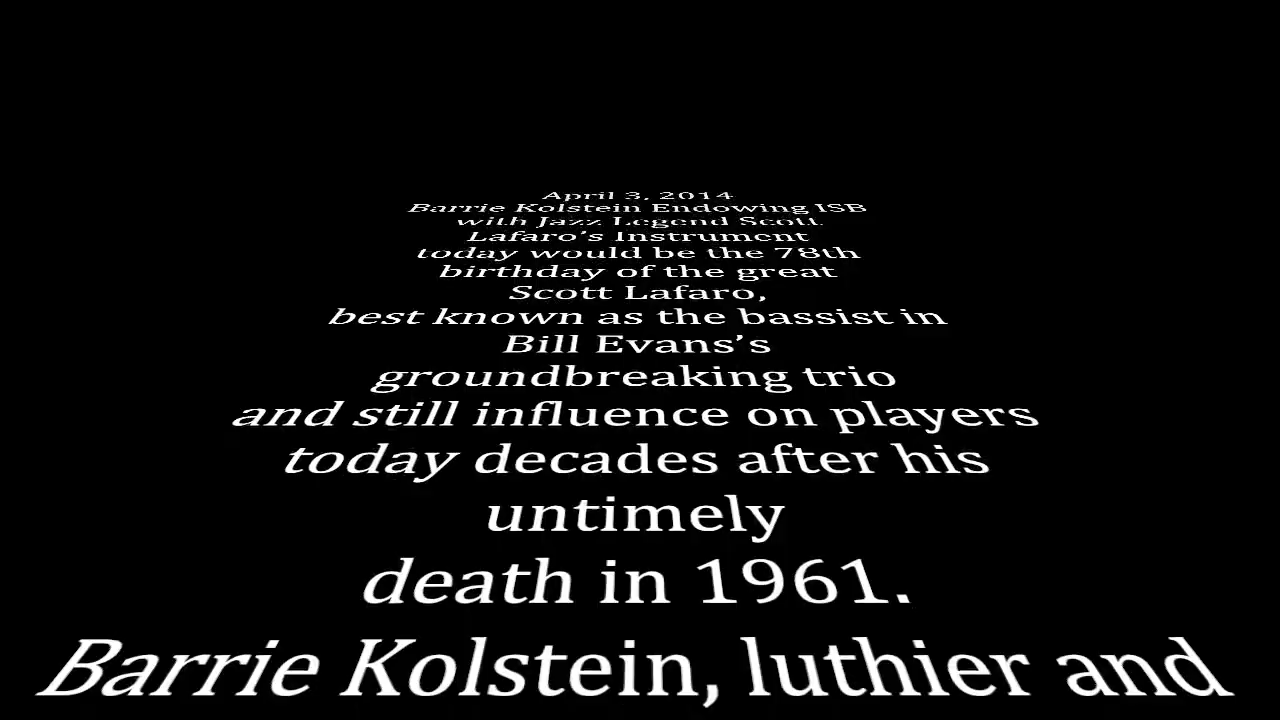 April 3, 2014
Barrie Kolstein Endowing ISB
with Jazz Legend Scott
Lafaro’s Instrument
today would be the 78th
birthday of the great
Scott Lafaro,
best known as the bassist in
Bill Evans’s
groundbreaking trio
and still influence on players
today decades after his
untimely
death in 1961.
Barrie Kolstein, luthier and